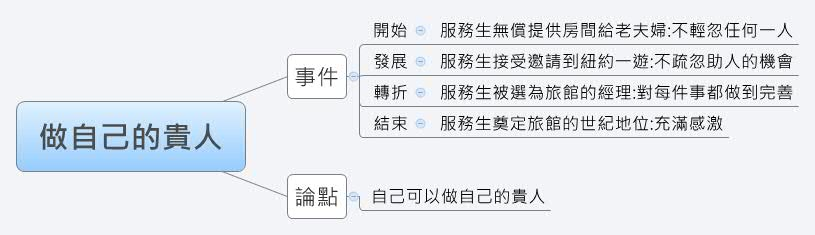 做自己的貴人
事件
開始 服務生無償提供房間給老夫婦:不輕忽任何一人
發展 服務生接受邀請到紐約一遊:不疏忽助人的機會
轉折 服務生被選為旅館的經理:對每件事都做到完善
結束 服務生奠定旅館的世紀地位:充滿感激
論點
自己可以做自己的貴人